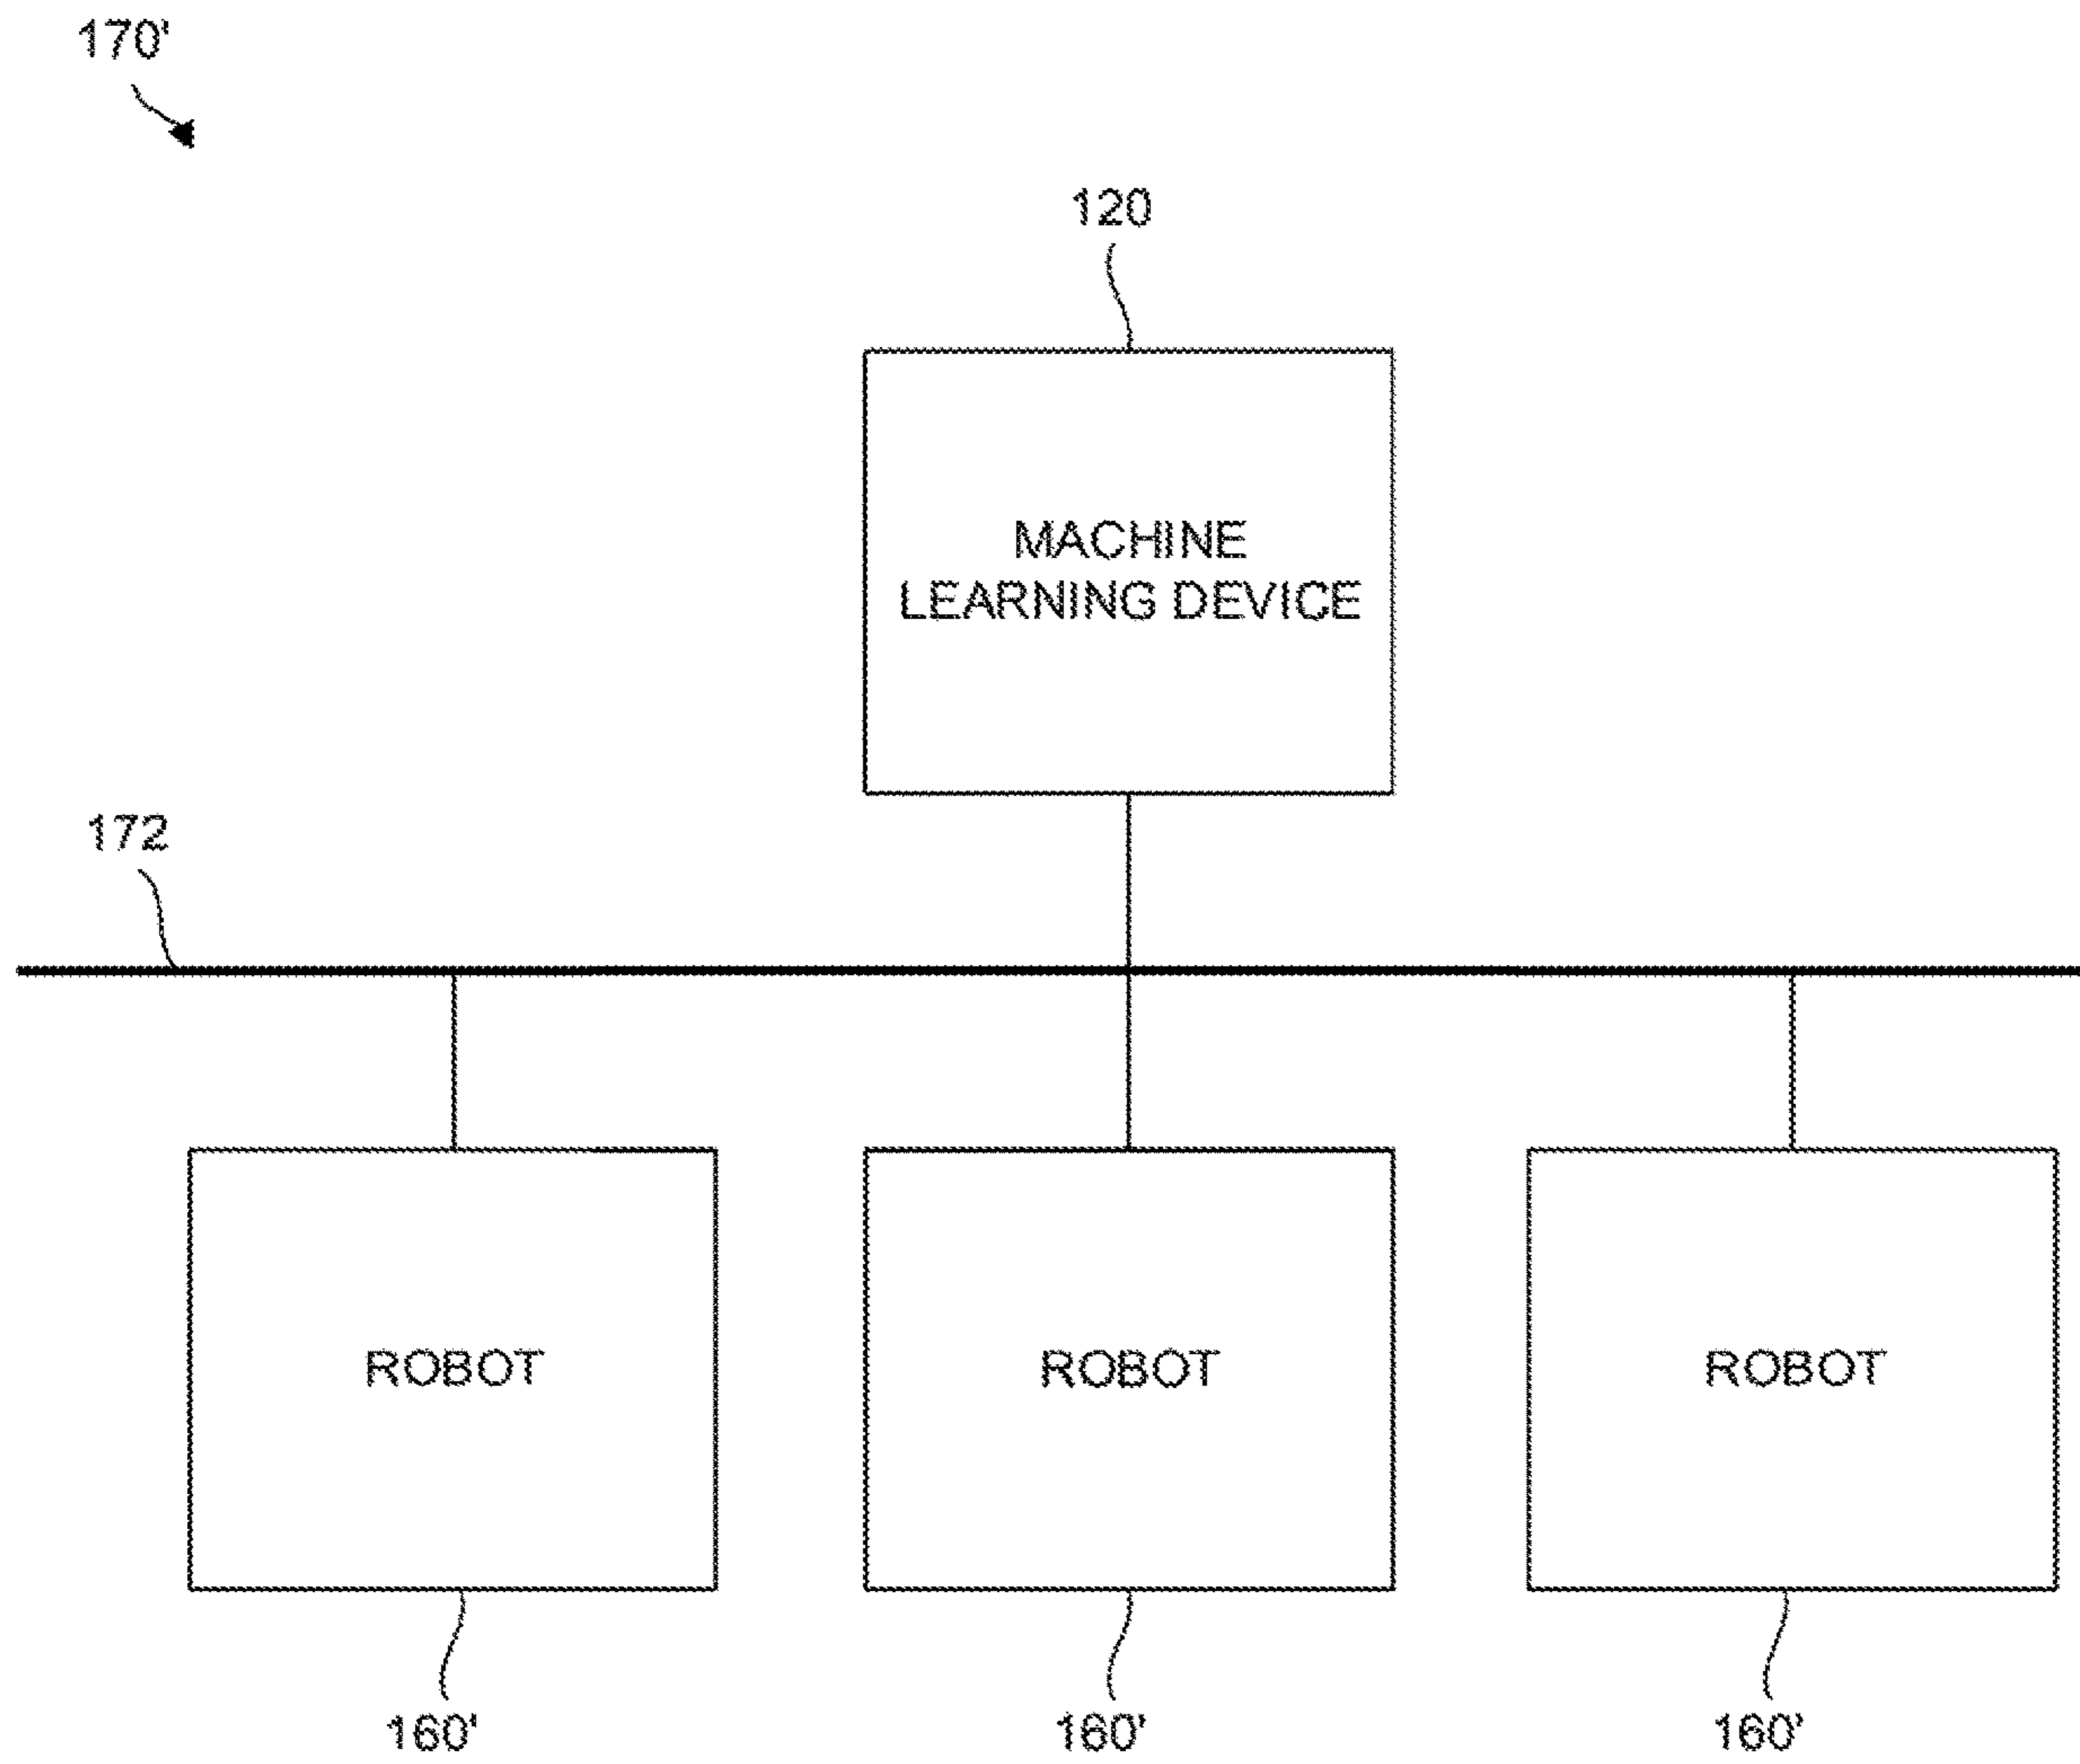 170'
120
MACHINE
LEARNING DEVICE
172
ROBOT
ROBOT
ROBOT
160'
160'
160'